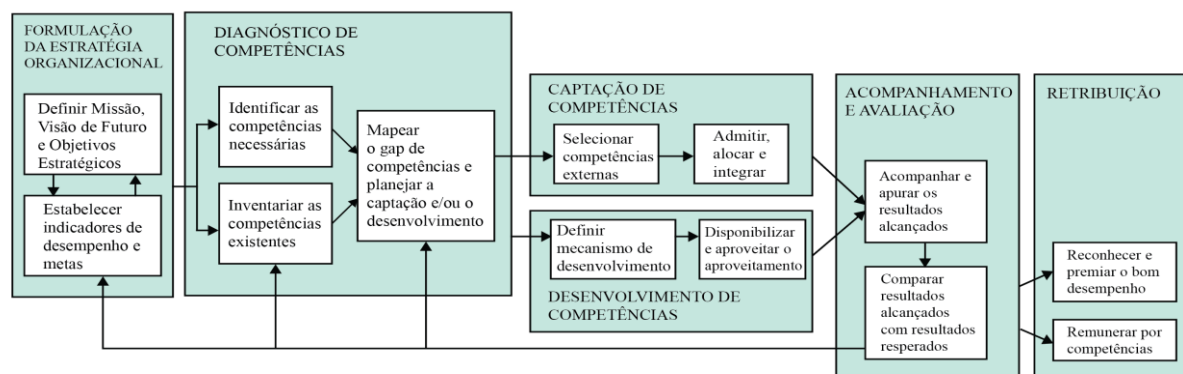 FORMULAÇÃO
DA ESTRATÉGIA
ORGANIZACIONAL
Definir Missão,
Visão de Futuro
e Objetivos
Estratégicos
Estabelecer
indicadores de
desempenho e
metas
DIAGNÓSTICO DE
COMPETÊNCIAS
Identificar as
competências
necessárias
Inventariar as
competências
existentes
Mapear
o gap de
competências e
planejar a
captação e/ou o
desenvolvimento
CAPTAÇÃO DE
COMPETÊNCIAS
Selecionar
competências
externas
Admitir,
alocar e
integrar
Definir
mecanismo de
desenvolvimento
Disponibilizar
e aproveitar o
aproveitamento
DESENVOLVIMENTO DE
COMPETÊNCIAS
ACOMPANHAMENTO
E AVALIAÇÃO
Acompanhar e
apurar os
resultados
alcançados
Comparar
resultados
alcançados
com resultados
resperados
RETRIBUIÇÃO
Reconhecer e
premiar o bom
desempenho
Remunerar por
competências